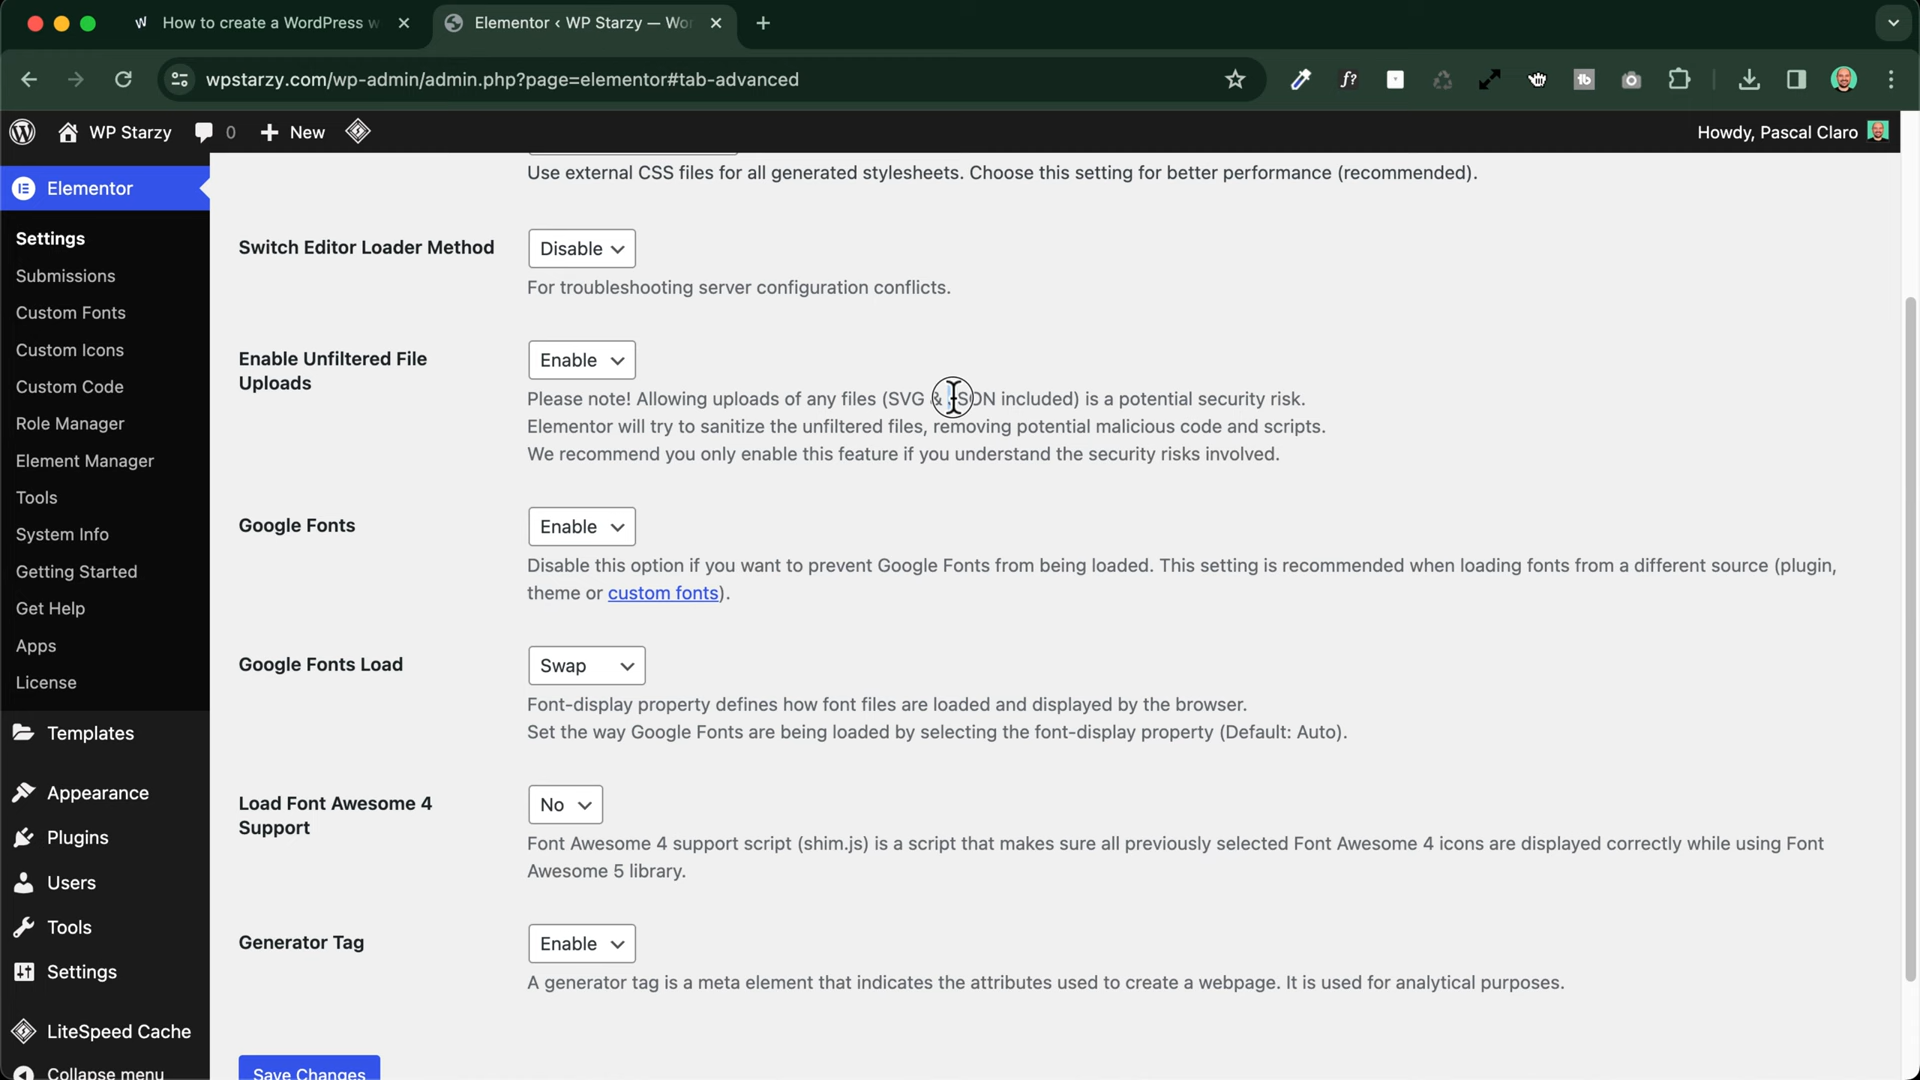 How to create a WordPress w
Elementor ‹ WP Starzy — Wor
wpstarzy.com/wp-admin/admin.php?page=elementor#tab-advanced
f?
tb
WP Starzy
0
New
Howdy, Pascal Claro
Elementor
Settings
Submissions
Custom Fonts
Custom Icons
Custom Code
Role Manager
Element Manager
Tools
System Info
Getting Started
Get Help
Apps
License
Templates
Appearance
Plugins
Users
Tools
Settings
LiteSpeed Cache
Collapse menu
Use external CSS files for all generated stylesheets. Choose this setting for better performance (recommended).
Switch Editor Loader Method
Disable
For troubleshooting server configuration conflicts.
Enable Unfiltered File
Uploads
Enable
Please note! Allowing uploads of any files (SVG & JSON included) is a potential security risk.
Elementor will try to sanitize the unfiltered files, removing potential malicious code and scripts.
We recommend you only enable this feature if you understand the security risks involved.
Google Fonts
Enable
Disable this option if you want to prevent Google Fonts from being loaded. This setting is recommended when loading fonts from a different source (plugin,
theme or custom fonts).
Google Fonts Load
Swap
Font-display property defines how font files are loaded and displayed by the browser.
Set the way Google Fonts are being loaded by selecting the font-display property (Default: Auto).
Load Font Awesome 4
Support
No
Font Awesome 4 support script (shim.js) is a script that makes sure all previously selected Font Awesome 4 icons are displayed correctly while using Font
Awesome 5 library.
Generator Tag
Enable
A generator tag is a meta element that indicates the attributes used to create a webpage. It is used for analytical purposes.
Save Changes